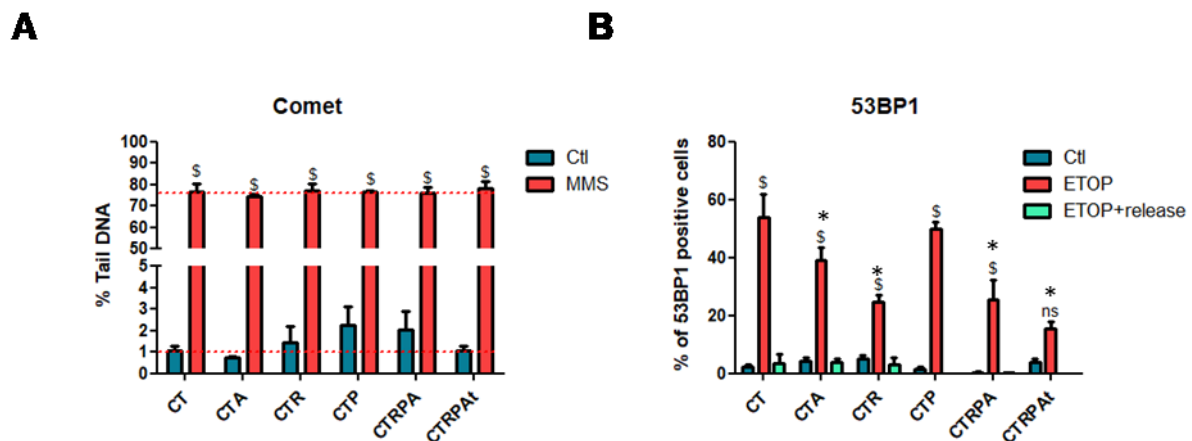 A
B
Comet
53BP1
% Tail DNA
100
90
80
70
60
50
5
4
3
2
1
0
$
$
$
$
$
$
CT
CTA
CTR
CTP
CTRPA
CTRPAt
Ctl
MMS
% of 53BP1 positive cells
80
60
40
20
0
$
*
$
*
$
$
*
$
*
ns
CT
CTA
CTR
CTP
CTRPA
CTRPAt
Ctl
ETOP
ETOP+release